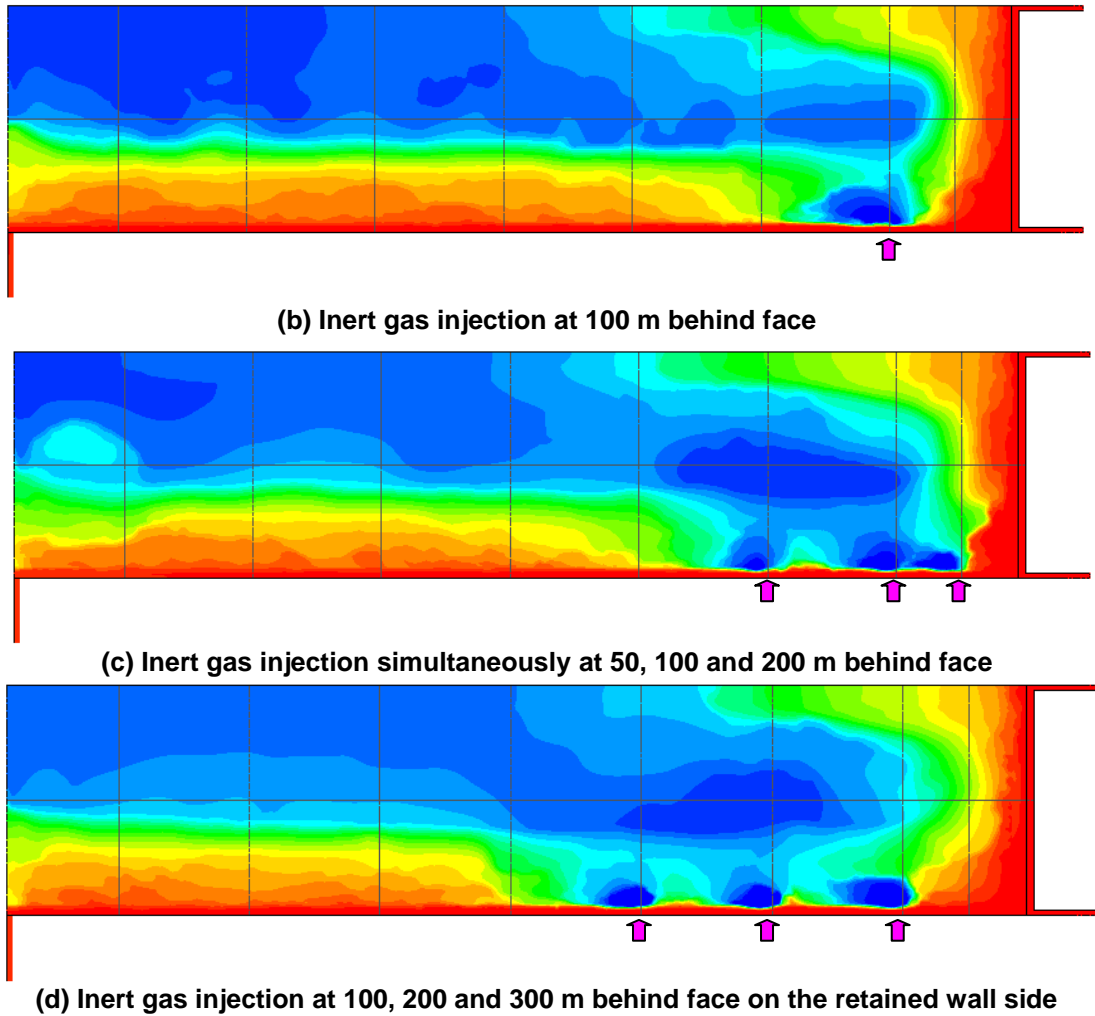 (b) Inert gas injection at 100 m behind face
(c) Inert gas injection simultaneously at 50, 100 and 200 m behind face
(d) Inert gas injection at 100, 200 and 300 m behind face on the retained wall side